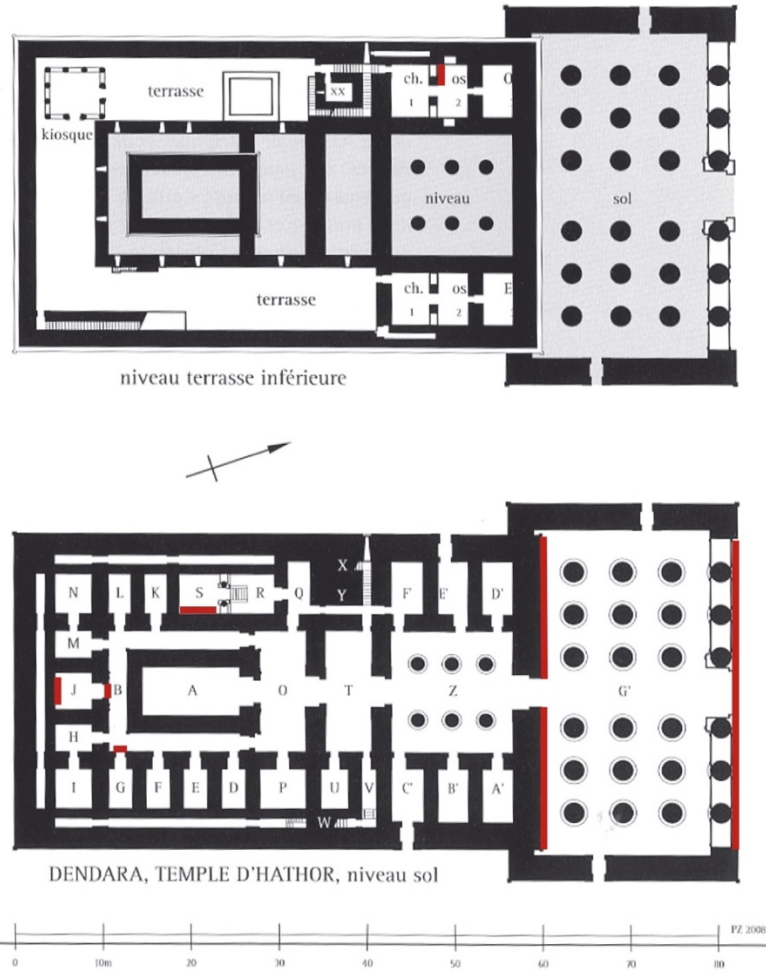 terrasse
xx
ch. os O
1 2
kiosque
niveau sol
ch. os E
terrasse
1 2
niveau terrasse inférieure
X
N L K S R Q Y F' E' D'
M
J B A O T Z G'
H
I G F E D P U V C' B' A'
W
DENDARA, TEMPLE D'HATHOR, niveau sol
PZ 2008
0 10m 20 30 40 50 60 70 80